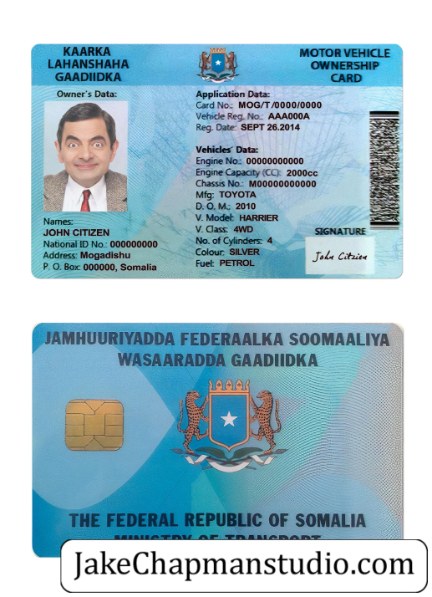 KAARKA
LAHANSHAHA
GAADIIDKA
MOTOR VEHICLE
OWNERSHIP
CARD
Owner's Data:
Names:
JOHN CITIZEN
National ID No.: 000000000
Address: Mogadishu
P. O. Box: 000000, Somalia
Application Data:
Card No.: MOG/T /0000/0000
Vehicle Reg. No.: AAA000A
Reg. Date: SEPT 26.2014
Vehicles' Data:
Engine No.: 00000000000
Engine Capacity (CC): 2000cc
Chassis No.: M00000000000
Mfg: TOYOTA
D. O. M.: 2010
V. Model: HARRIER
V. Class: 4WD
No. of Cylinders: 4
Colour: SILVER
Fuel: PETROL
SIGNATURE
John Citzien
JAMHUURIYADDA FEDERAALKA SOOMAALIYA
WASAARADDA GAADIIDKA
THE FEDERAL REPUBLIC OF SOMALIA
MINISTRY OF TRANSPORT
JakeChapmanstudio.com